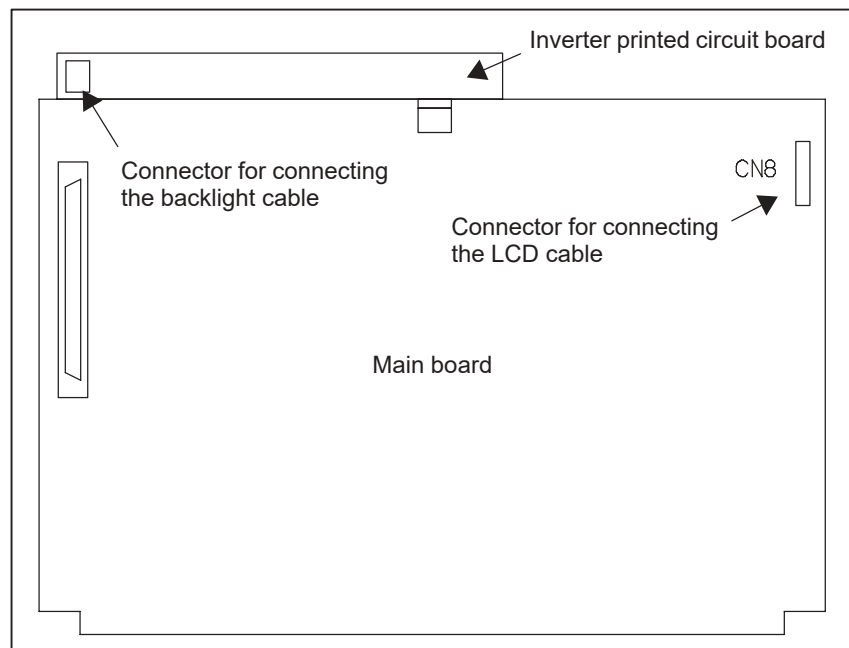 Inverter printed circuit board
Connector for connecting
the backlight cable
CN8
Connector for connecting
the LCD cable
Main board